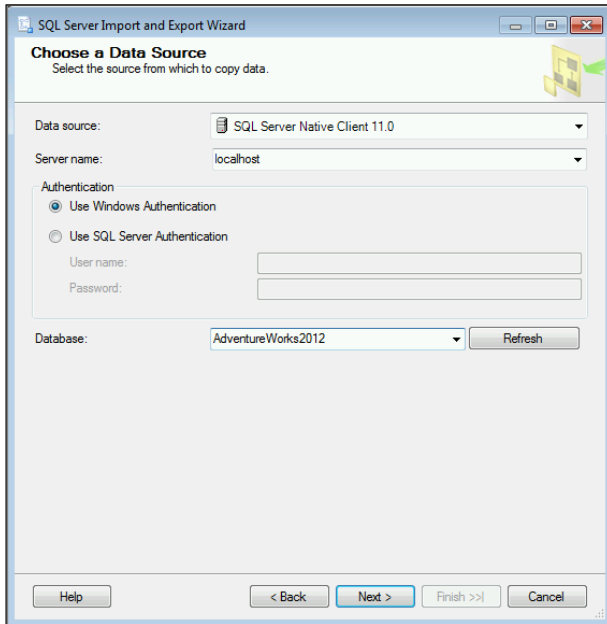 SQL Server Import and Export Wizard
Choose a Data Source
Select the source from which to copy data.
Data source: SQL Server Native Client 11.0
Server name: localhost
Authentication
Use Windows Authentication
Use SQL Server Authentication
User name:
Password:
Database: AdventureWorks2012 Refresh
Help < Back Next > Finish >>| Cancel